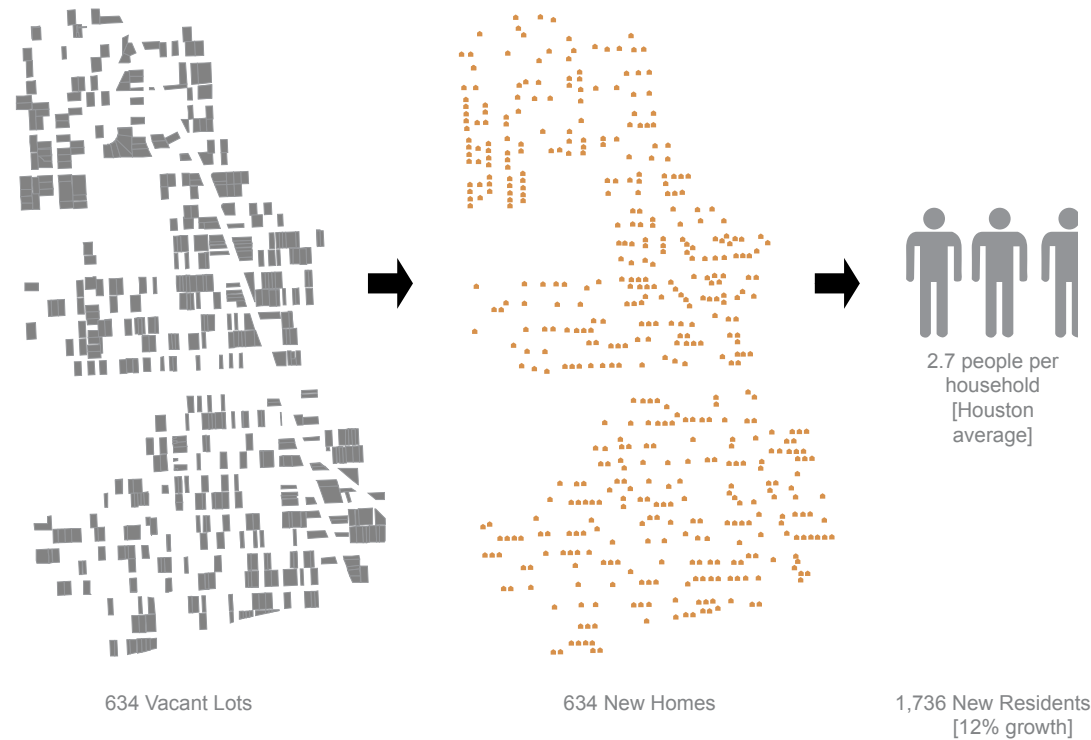 2.7 people per
household
[Houston
average]
634 Vacant Lots
634 New Homes
1,736 New Residents
[12% growth]